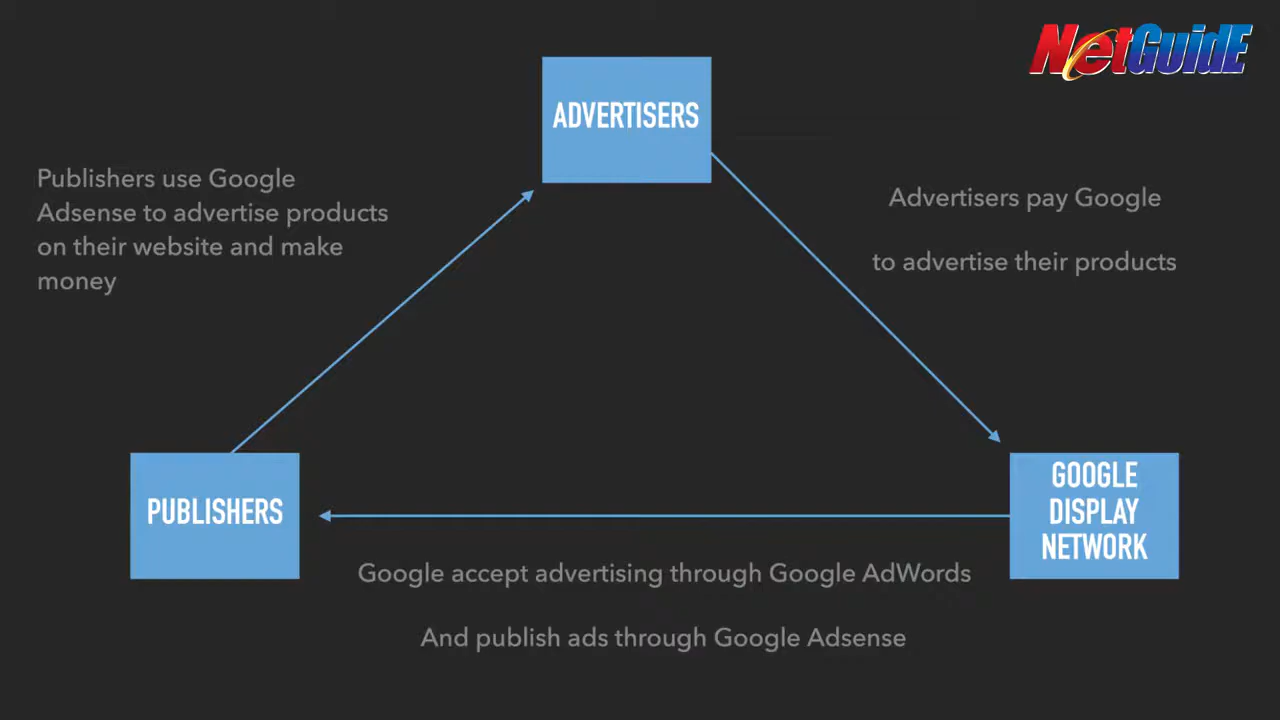 NetGuidE
ADVERTISERS
Publishers use Google
Adsense to advertise products
on their website and make
money
Advertisers pay Google
to advertise their products
PUBLISHERS
GOOGLE
DISPLAY
NETWORK
Google accept advertising through Google AdWords
And publish ads through Google Adsense